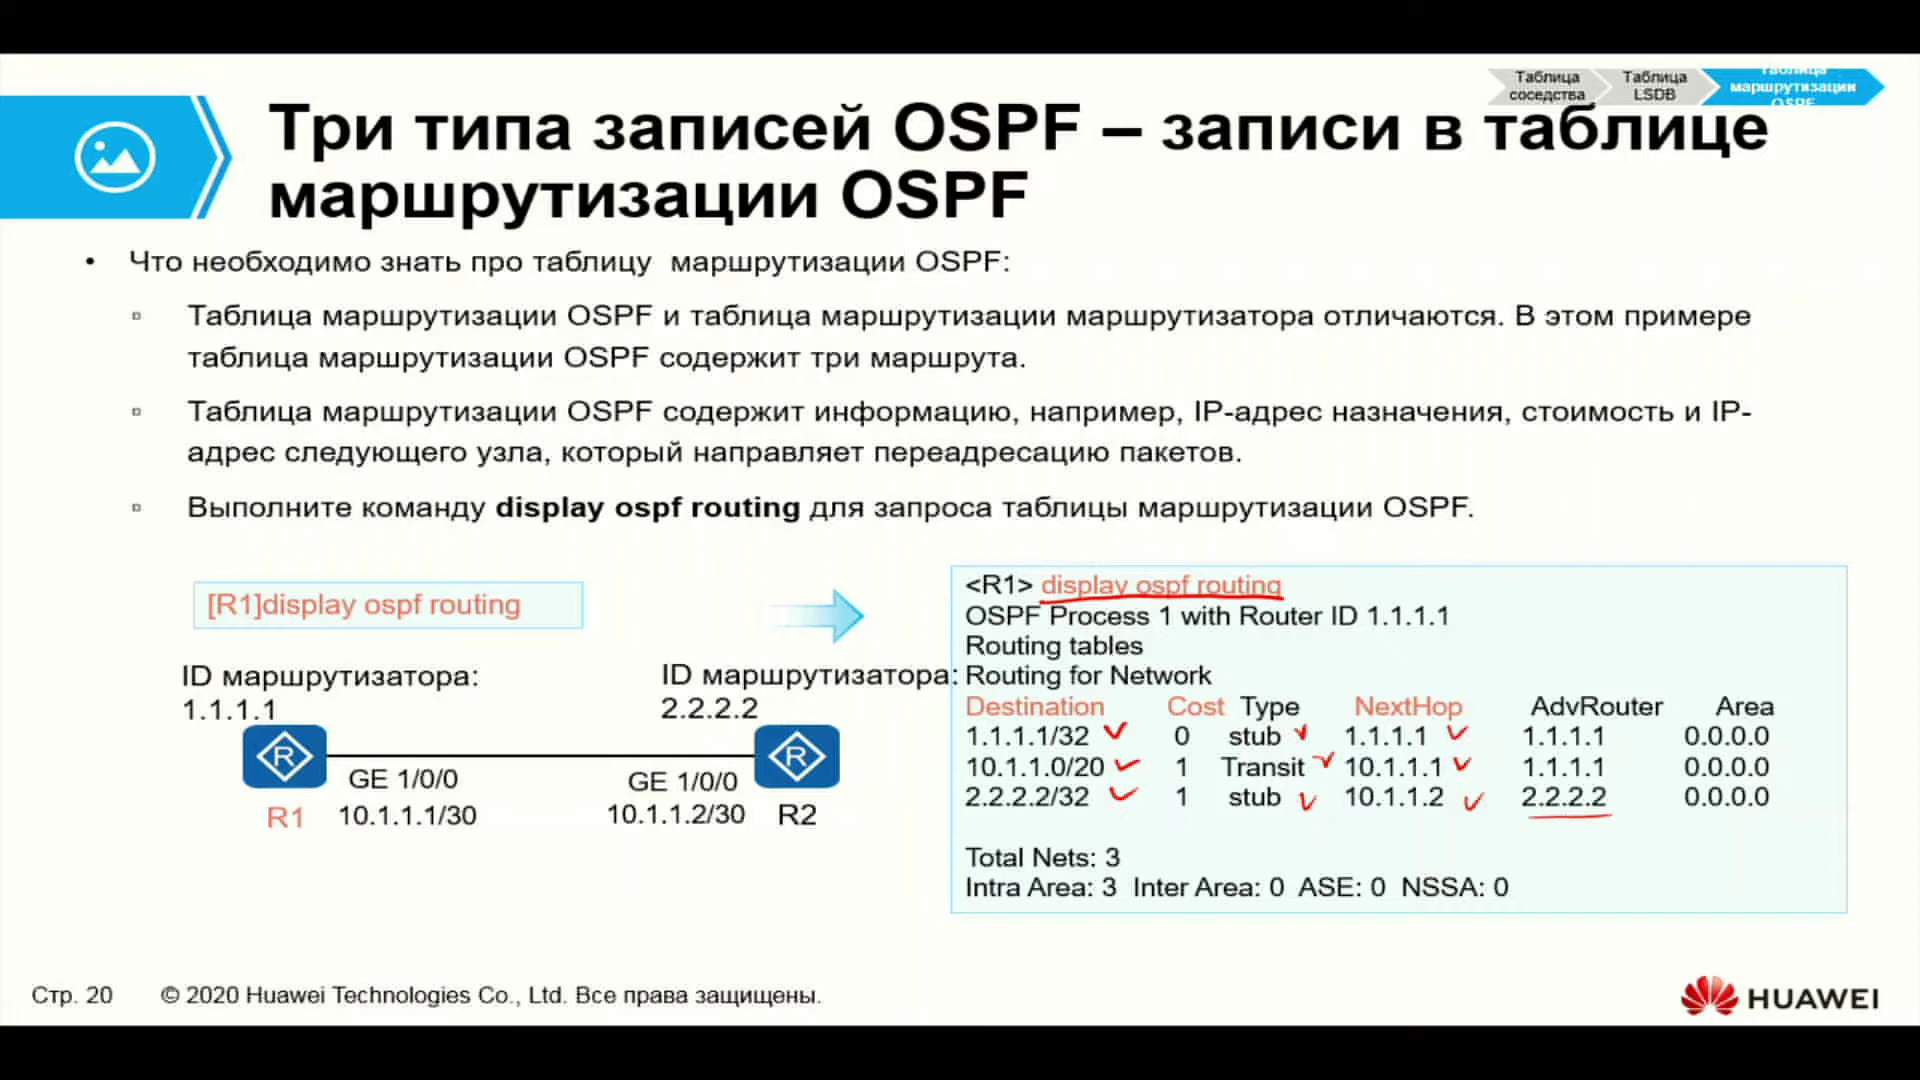 Таблица соседства
Таблица LSDB
Таблица маршрутизации OSPF
Три типа записей OSPF – записи в таблице
маршрутизации OSPF
• Что необходимо знать про таблицу маршрутизации OSPF:
▫ Таблица маршрутизации OSPF и таблица маршрутизации маршрутизатора отличаются. В этом примере
таблица маршрутизации OSPF содержит три маршрута.
▫ Таблица маршрутизации OSPF содержит информацию, например, IP-адрес назначения, стоимость и IP-
адрес следующего узла, который направляет переадресацию пакетов.
▫ Выполните команду display ospf routing для запроса таблицы маршрутизации OSPF.
[R1]display ospf routing
ID маршрутизатора:
1.1.1.1
ID маршрутизатора:
2.2.2.2
R
R
GE 1/0/0
10.1.1.1/30
GE 1/0/0
10.1.1.2/30
R1
R2
<R1> display ospf routing
OSPF Process 1 with Router ID 1.1.1.1
Routing tables
Routing for Network
Destination Cost Type NextHop AdvRouter Area
1.1.1.1/32 0 stub 1.1.1.1 1.1.1.1 0.0.0.0
10.1.1.0/20 1 Transit 10.1.1.1 1.1.1.1 0.0.0.0
2.2.2.2/32 1 stub 10.1.1.2 2.2.2.2 0.0.0.0
Total Nets: 3
Intra Area: 3 Inter Area: 0 ASE: 0 NSSA: 0
Стр. 20 © 2020 Huawei Technologies Co., Ltd. Все права защищены.
HUAWEI